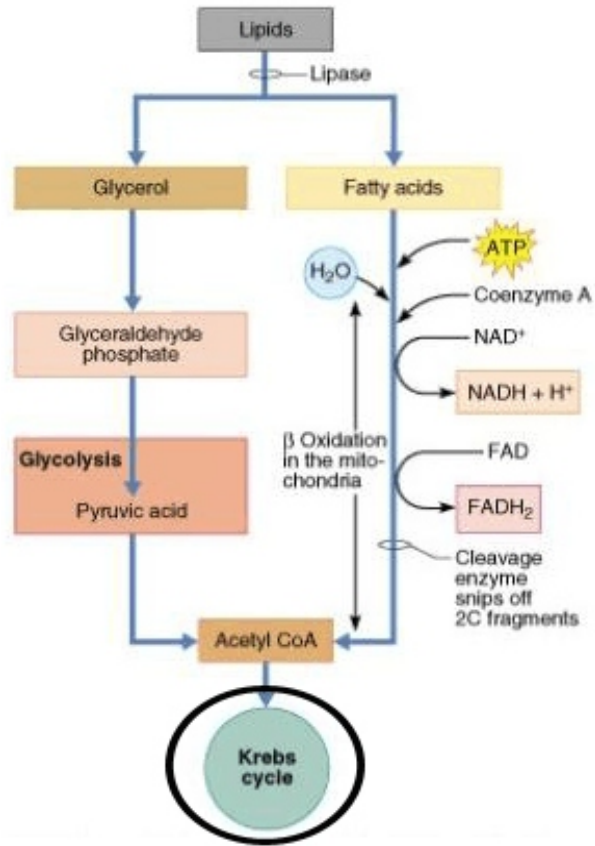 Lipids
Lipase
Glycerol
Fatty acids
ATP
H₂O
Coenzyme A
Glyceraldehyde
phosphate
NAD⁺
NADH + H⁺
β Oxidation
in the mito-
chondria
Glycolysis
FAD
Pyruvic acid
FADH₂
Cleavage
enzyme
snips off
2C fragments
Acetyl CoA
Krebs
cycle